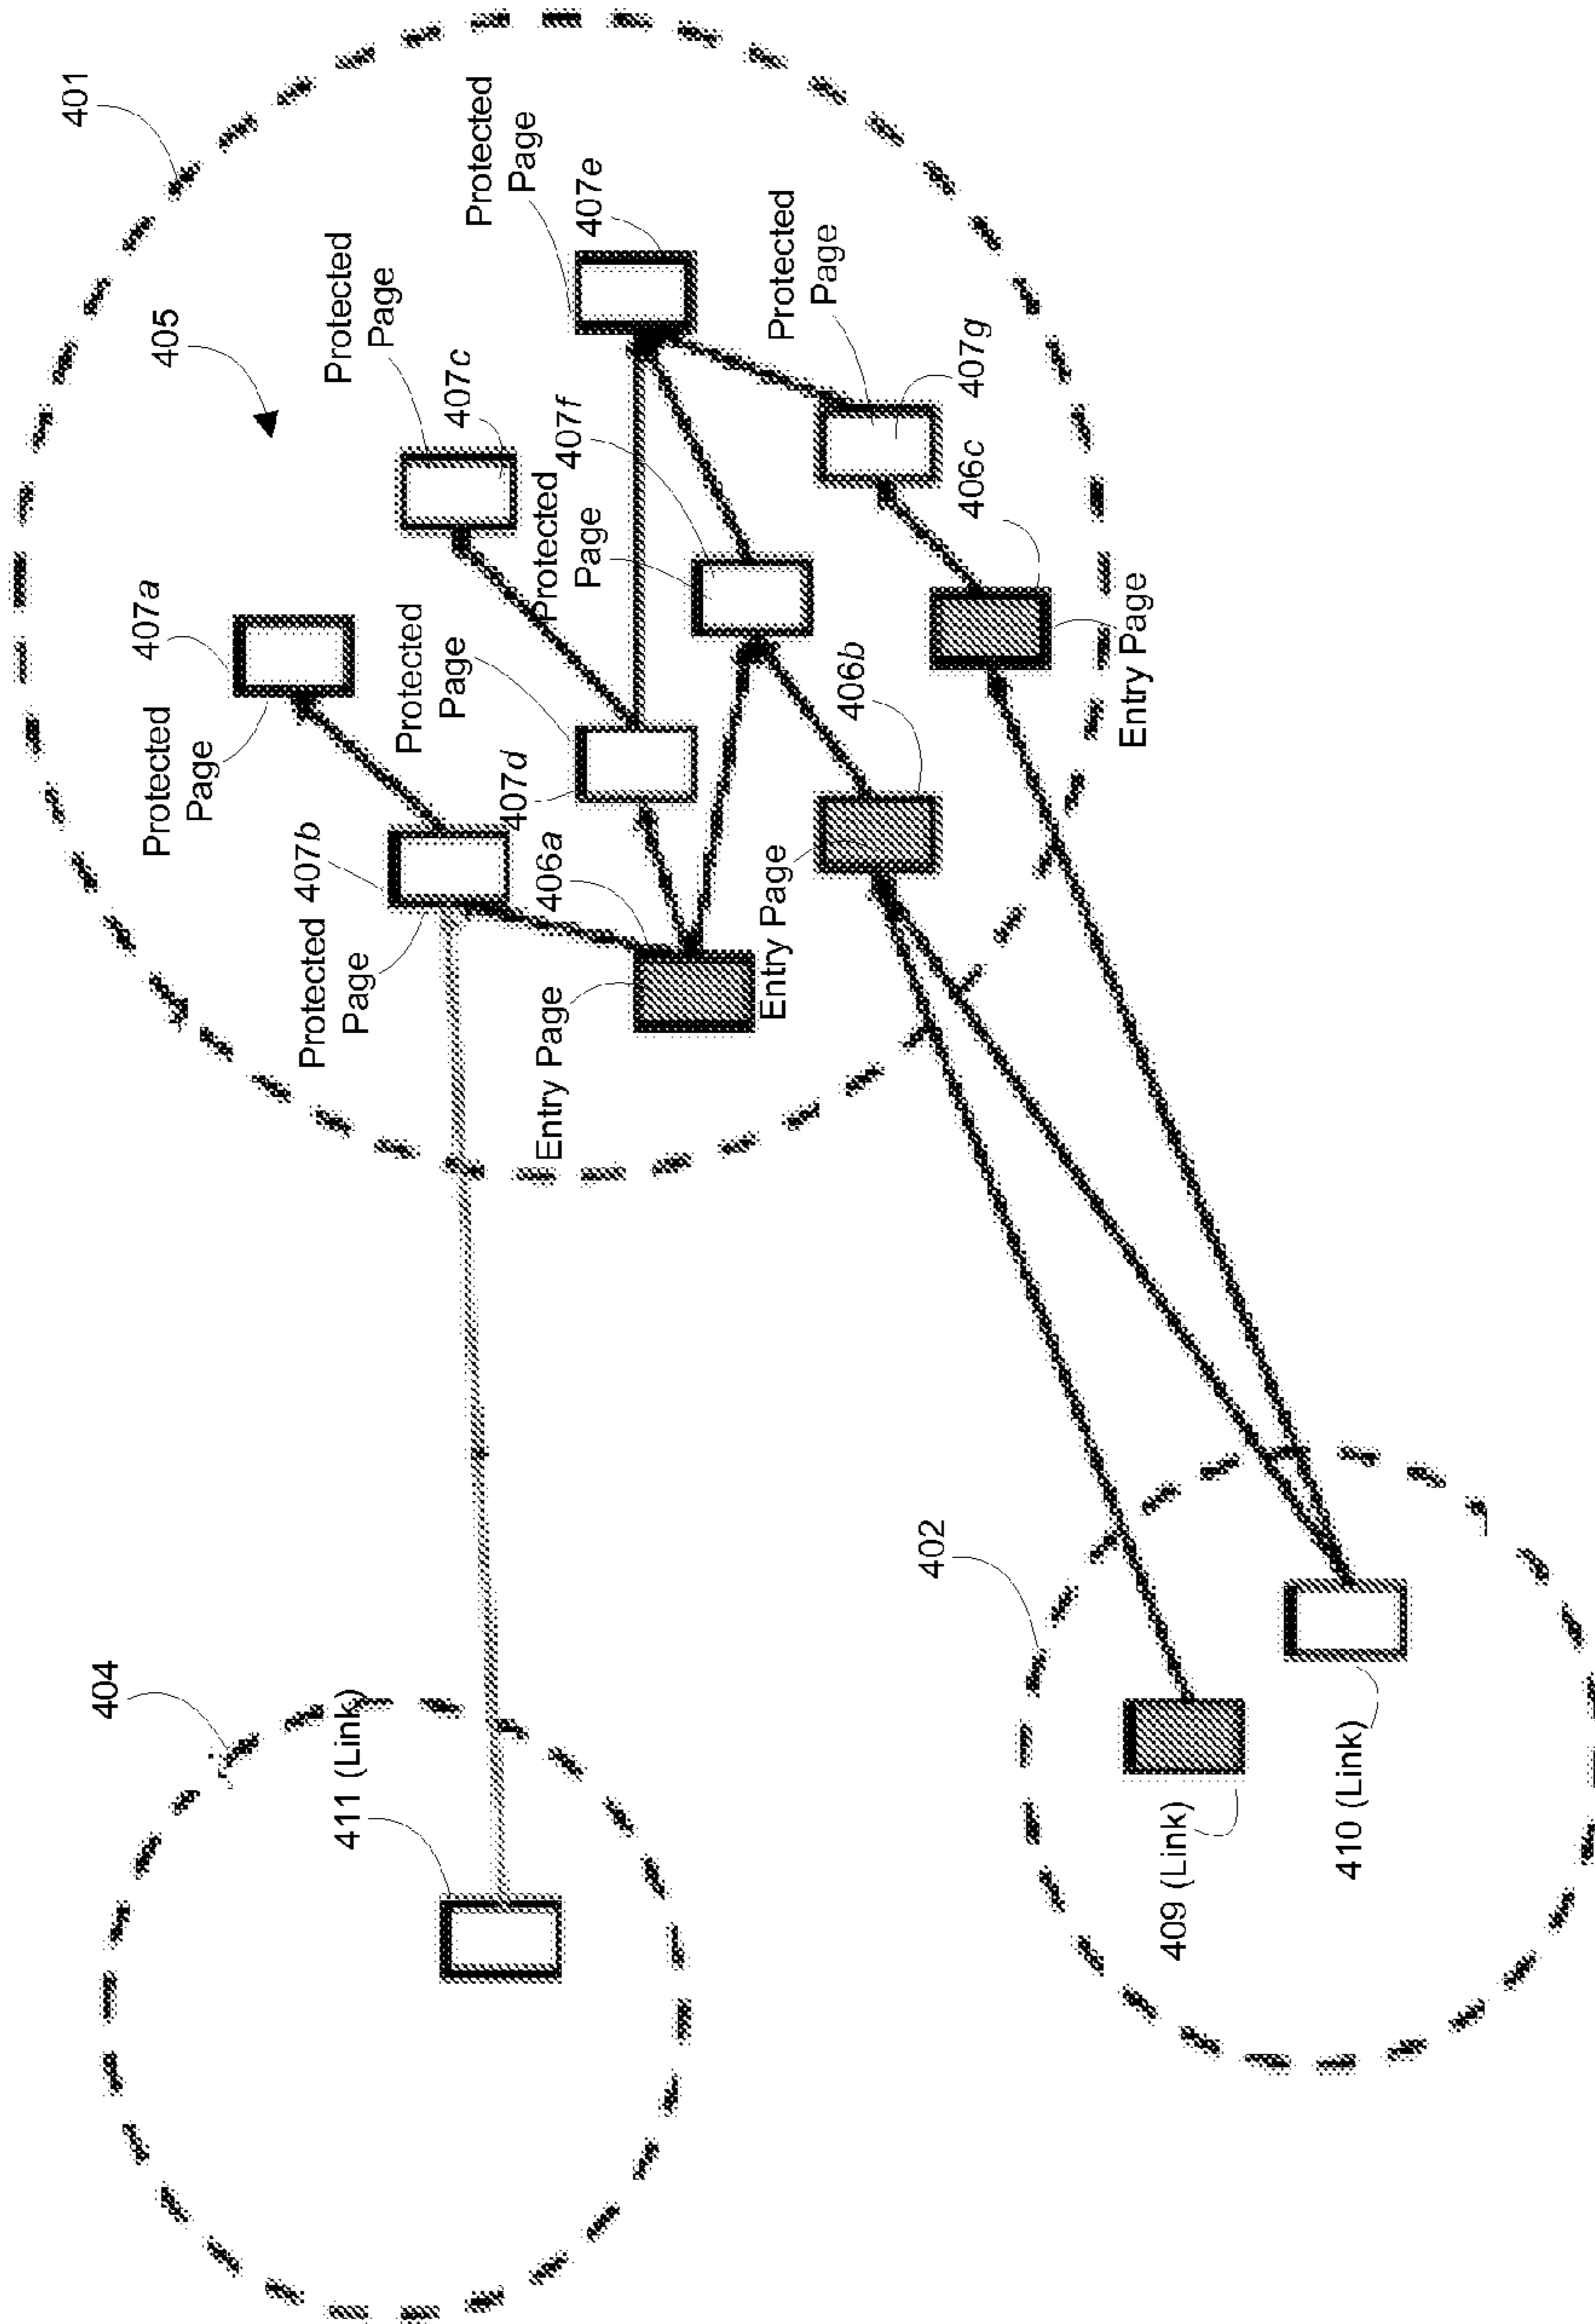 404
411 (Link)
402
409 (Link)
410 (Link)
401
405
407a
Protected
Page
407b
Protected
Page
Protected
Page
407c
Protected
Page
407d
Protected
Page
407e
Protected
Page
407f
Protected
Page
407g
406a
Entry Page
406b
Entry Page
406c
Entry Page